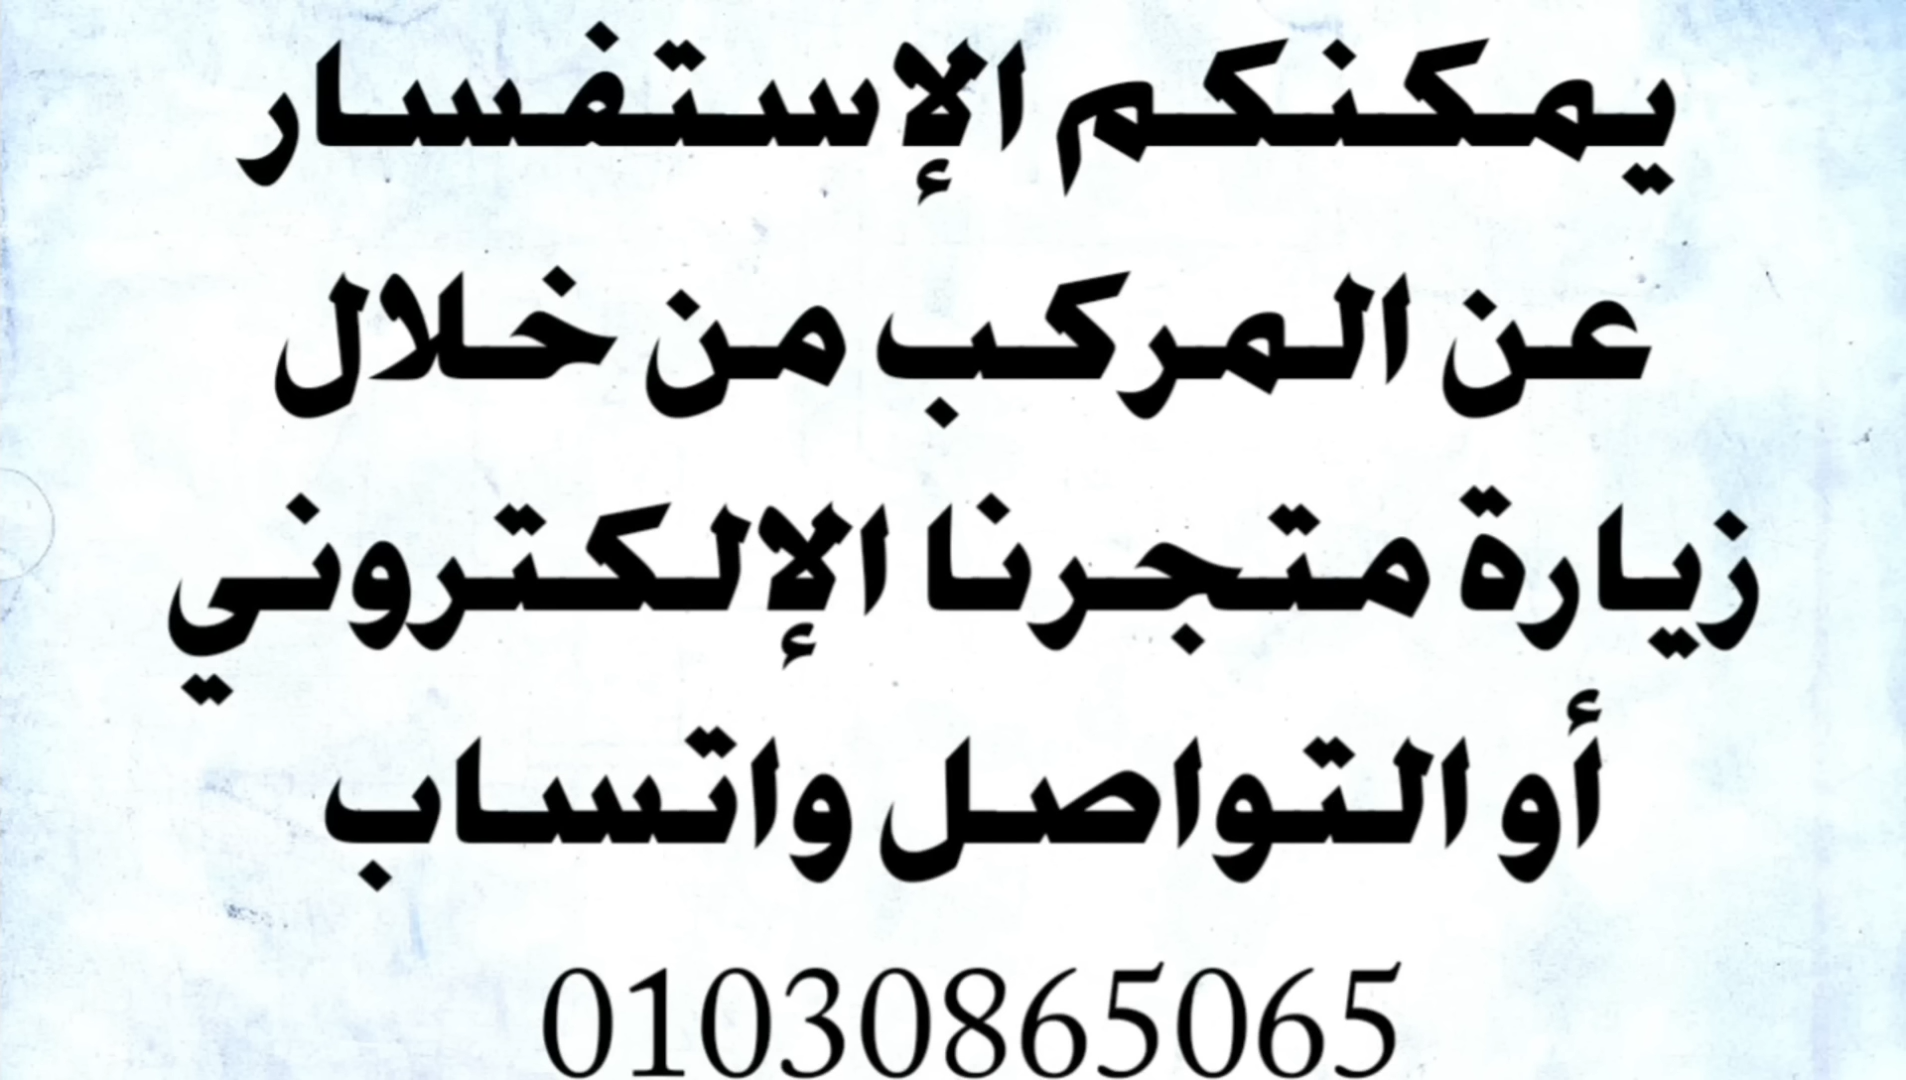 يمكنكم الإستفسار
عن المركب من خلال
زيارة متجرنا الإلكتروني
أو التواصل واتساب
01030865065